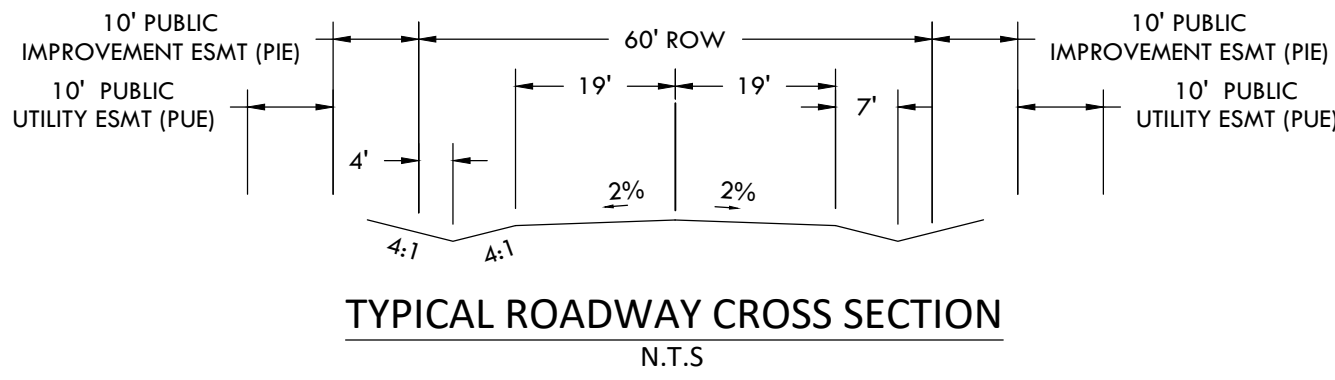 10' PUBLIC
IMPROVEMENT ESMT (PIE)
60' ROW
10' PUBLIC
IMPROVEMENT ESMT (PIE)
10' PUBLIC
UTILITY ESMT (PUE)
19'
19'
7'
10' PUBLIC
UTILITY ESMT (PUE)
4'
2%
2%
4:1
4:1
TYPICAL ROADWAY CROSS SECTION
N.T.S